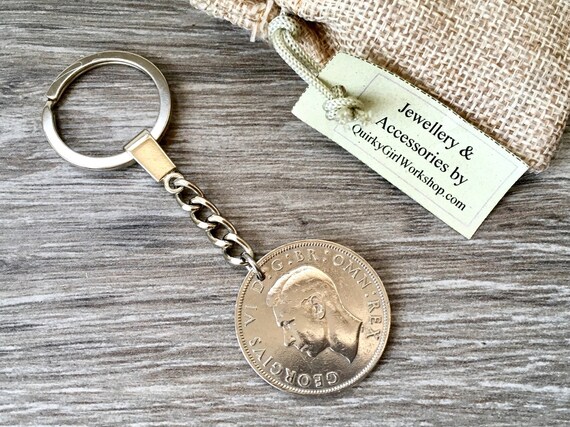 Jewellery &
Accessories by
QuirkyGirlWorkshop.com
GEORGIVS VI D:G:BR:OMN:REX